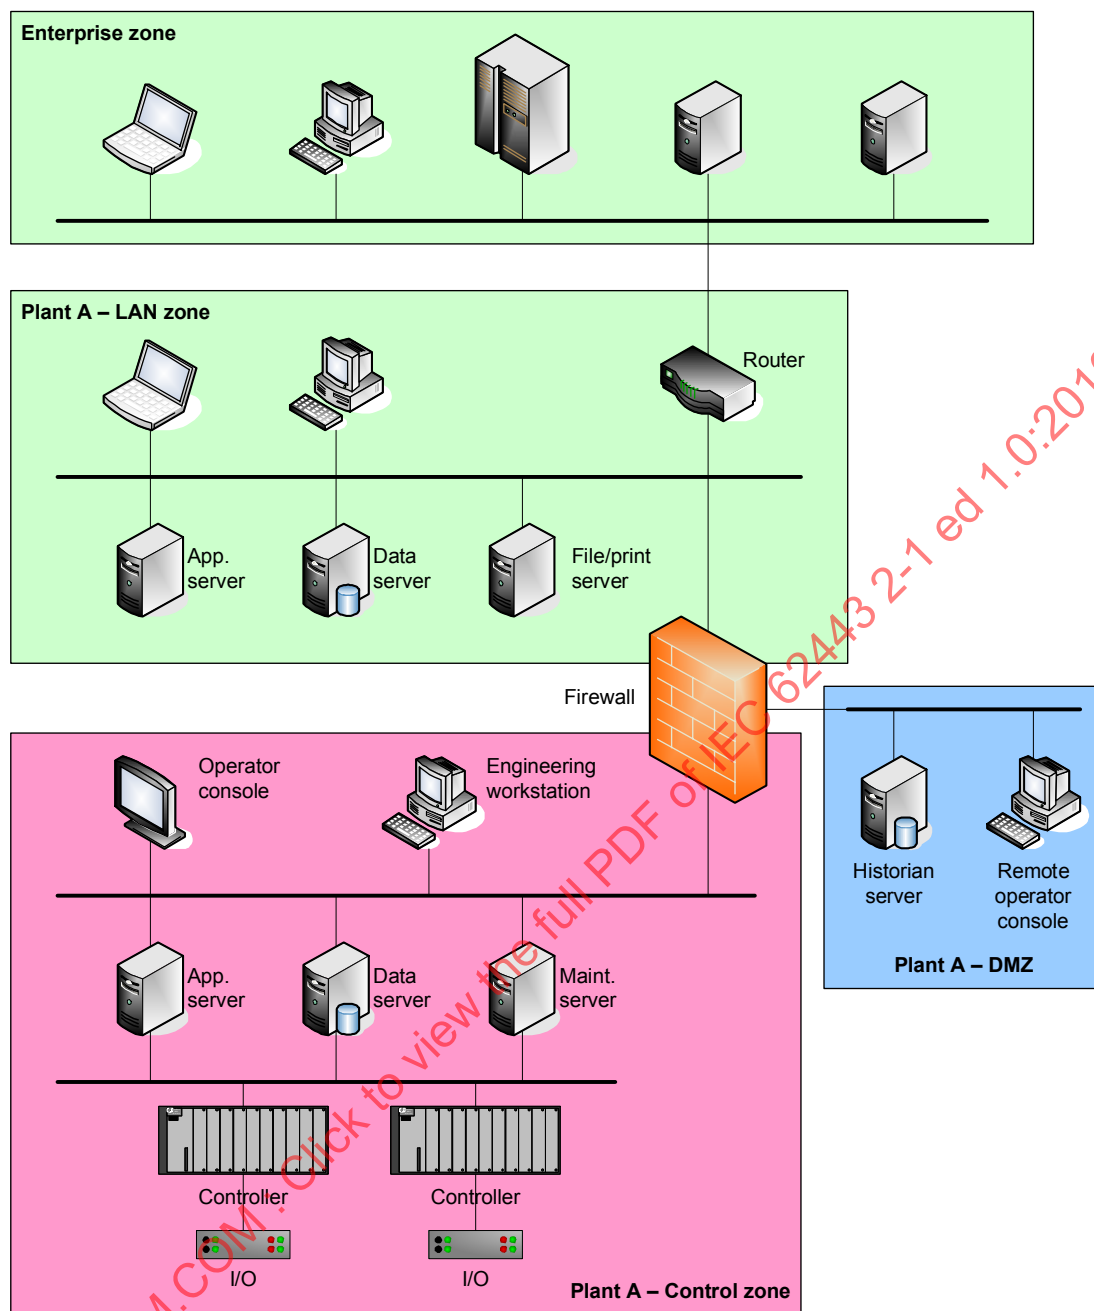 Enterprise zone
Plant A – LAN zone
Router
App.
server
Data
server
File/print
server
Firewall
Operator
console
Engineering
workstation
Historian
server
Remote
operator
console
Plant A – DMZ
App.
server
Data
server
Maint.
server
Controller
Controller
I/O
I/O
Plant A – Control zone
M.COM : Click to view the full PDF of IEC 62443 2-1 ed 1.0:201